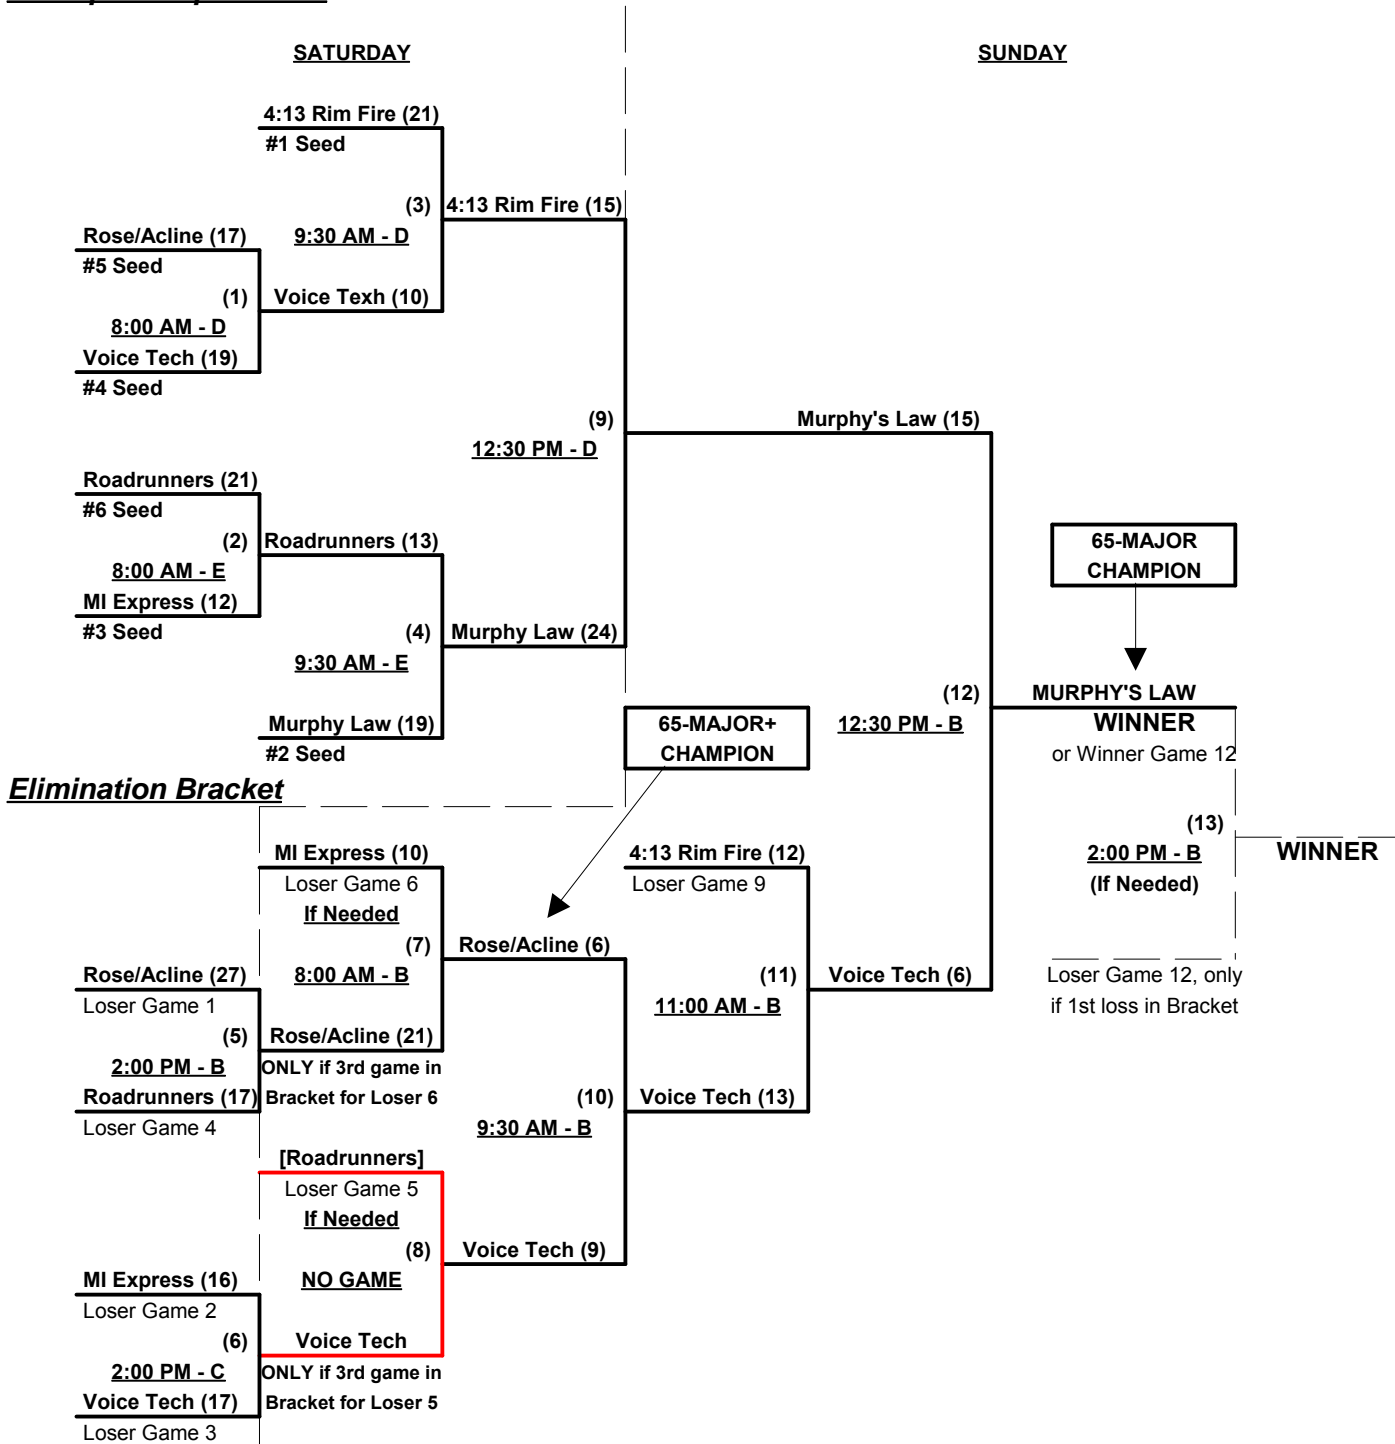 SATURDAY
SUNDAY
4:13 Rim Fire (21)
#1 Seed
(3)
4:13 Rim Fire (15)
9:30 AM - D
Rose/Acline (17)
#5 Seed
(1)
Voice Texh (10)
8:00 AM - D
Voice Tech (19)
#4 Seed
(9)
Murphy's Law (15)
12:30 PM - D
Roadrunners (21)
#6 Seed
(2)
Roadrunners (13)
8:00 AM - E
MI Express (12)
#3 Seed
(4)
Murphy Law (24)
9:30 AM - E
Murphy Law (19)
#2 Seed
65-MAJOR
CHAMPION
(12)
MURPHY'S LAW
12:30 PM - B
WINNER
or Winner Game 12
65-MAJOR+
CHAMPION
(13)
2:00 PM - B
(If Needed)
WINNER
Loser Game 12, only
if 1st loss in Bracket
Elimination Bracket
MI Express (10)
Loser Game 6
If Needed
(7)
Rose/Acline (6)
8:00 AM - B
4:13 Rim Fire (12)
Loser Game 9
(11)
Voice Tech (6)
11:00 AM - B
Rose/Acline (27)
Loser Game 1
(5)
Rose/Acline (21)
2:00 PM - B
ONLY if 3rd game in
Roadrunners (17)
Bracket for Loser 6
Loser Game 4
(10)
Voice Tech (13)
9:30 AM - B
[Roadrunners]
Loser Game 5
If Needed
(8)
Voice Tech (9)
NO GAME
MI Express (16)
Loser Game 2
(6)
Voice Tech
2:00 PM - C
ONLY if 3rd game in
Voice Tech (17)
Bracket for Loser 5
Loser Game 3